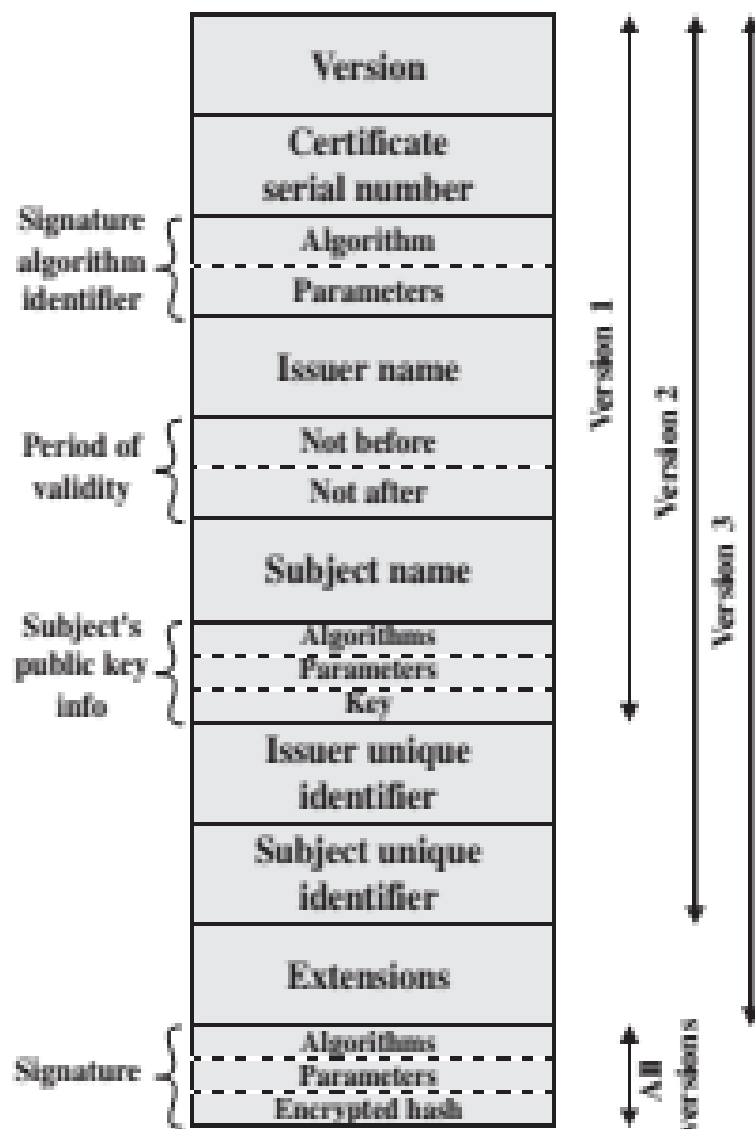 Version
Certificate
serial number
Signature
algorithm
identifier
Algorithm
Parameters
Issuer name
Period of
validity
Not before
Not after
Subject name
Subject's
public key
info
Algorithms
Parameters
Key
Issuer unique
identifier
Subject unique
identifier
Extensions
Signature
Algorithms
Parameters
Encrypted hash
Version 1
Version 2
Version 3
All
versions